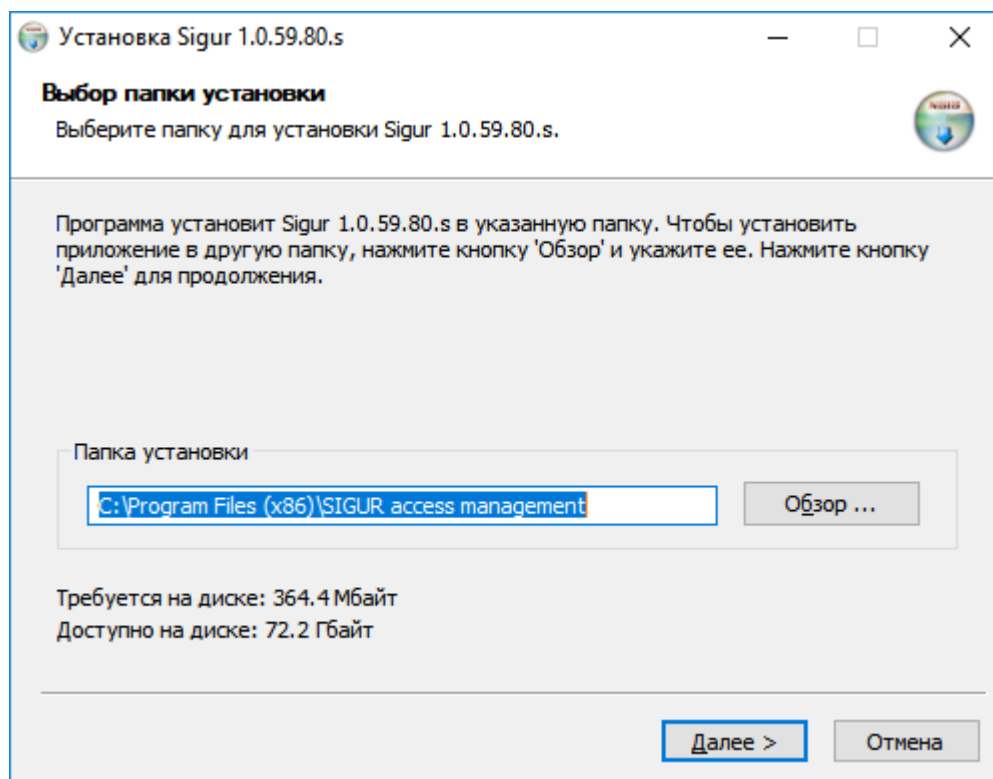 Установка Sigur 1.0.59.80.s
Выбор папки установки
Выберите папку для установки Sigur 1.0.59.80.s.
Программа установит Sigur 1.0.59.80.s в указанную папку. Чтобы установить
приложение в другую папку, нажмите кнопку 'Обзор' и укажите ее. Нажмите кнопку
'Далее' для продолжения.
Папка установки
C:\Program Files (x86)\SIGUR access management
Обзор ...
Требуется на диске: 364.4 Мбайт
Доступно на диске: 72.2 Гбайт
Далее >
Отмена